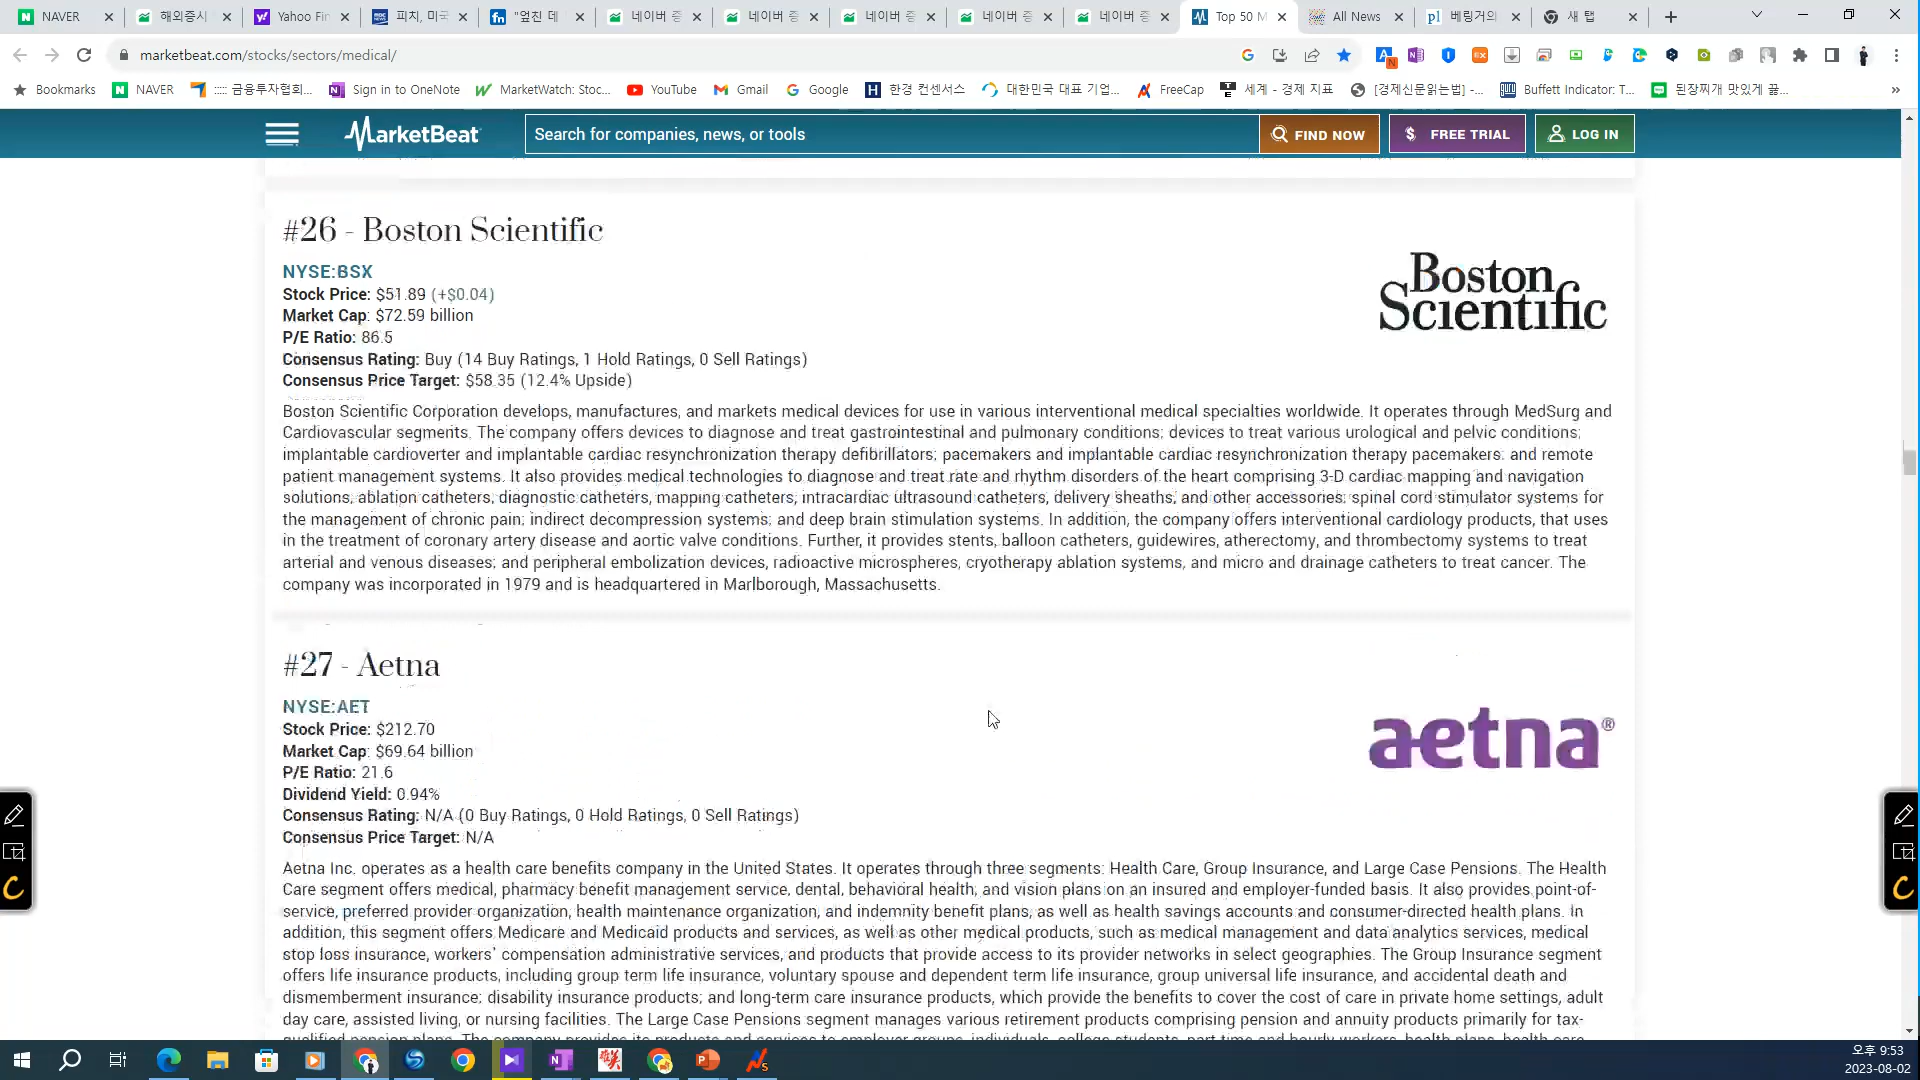 NAVER
해외증시
Yahoo Fin
피치, 미국
"엎친 데
네이버 증
네이버 증
네이버 증
네이버 증
네이버 증
Top 50 M
All News
베링거의
새 탭
marketbeat.com/stocks/sectors/medical/
Bookmarks
NAVER
::::: 금융투자협회...
Sign in to OneNote
MarketWatch: Stoc...
YouTube
Gmail
Google
한경 컨센서스
대한민국 대표 기업...
FreeCap
세계 - 경제 지표
[경제신문읽는법] -...
Buffett Indicator: T...
된장찌개 맛있게 끓...
MarketBeat
Search for companies, news, or tools
FIND NOW
FREE TRIAL
LOG IN
#26 - Boston Scientific
NYSE:BSX
Stock Price: $51.89 (+$0.04)
Market Cap: $72.59 billion
P/E Ratio: 86.5
Consensus Rating: Buy (14 Buy Ratings, 1 Hold Ratings, 0 Sell Ratings)
Consensus Price Target: $58.35 (12.4% Upside)
Boston
Scientific
Boston Scientific Corporation develops, manufactures, and markets medical devices for use in various interventional medical specialties worldwide. It operates through MedSurg and
Cardiovascular segments. The company offers devices to diagnose and treat gastrointestinal and pulmonary conditions; devices to treat various urological and pelvic conditions;
implantable cardioverter and implantable cardiac resynchronization therapy defibrillators; pacemakers and implantable cardiac resynchronization therapy pacemakers; and remote
patient management systems. It also provides medical technologies to diagnose and treat rate and rhythm disorders of the heart comprising 3-D cardiac mapping and navigation
solutions, ablation catheters, diagnostic catheters, mapping catheters, intracardiac ultrasound catheters, delivery sheaths, and other accessories; spinal cord stimulator systems for
the management of chronic pain; indirect decompression systems; and deep brain stimulation systems. In addition, the company offers interventional cardiology products, that uses
in the treatment of coronary artery disease and aortic valve conditions. Further, it provides stents, balloon catheters, guidewires, atherectomy, and thrombectomy systems to treat
arterial and venous diseases; and peripheral embolization devices, radioactive microspheres, cryotherapy ablation systems, and micro and drainage catheters to treat cancer. The
company was incorporated in 1979 and is headquartered in Marlborough, Massachusetts.
#27 - Aetna
NYSE:AET
Stock Price: $212.70
Market Cap: $69.64 billion
P/E Ratio: 21.6
Dividend Yield: 0.94%
Consensus Rating: N/A (0 Buy Ratings, 0 Hold Ratings, 0 Sell Ratings)
Consensus Price Target: N/A
aetna®
Aetna Inc. operates as a health care benefits company in the United States. It operates through three segments: Health Care, Group Insurance, and Large Case Pensions. The Health
Care segment offers medical, pharmacy benefit management service, dental, behavioral health, and vision plans on an insured and employer-funded basis. It also provides point-of-
service, preferred provider organization, health maintenance organization, and indemnity benefit plans, as well as health savings accounts and consumer-directed health plans. In
addition, this segment offers Medicare and Medicaid products and services, as well as other medical products, such as medical management and data analytics services, medical
stop loss insurance, workers' compensation administrative services, and products that provide access to its provider networks in select geographies. The Group Insurance segment
offers life insurance products, including group term life insurance, voluntary spouse and dependent term life insurance, group universal life insurance, and accidental death and
dismemberment insurance; disability insurance products; and long-term care insurance products, which provide the benefits to cover the cost of care in private home settings, adult
day care, assisted living, or nursing facilities. The Large Case Pensions segment manages various retirement products comprising pension and annuity products primarily for tax-
오후 9:53
2023-08-02